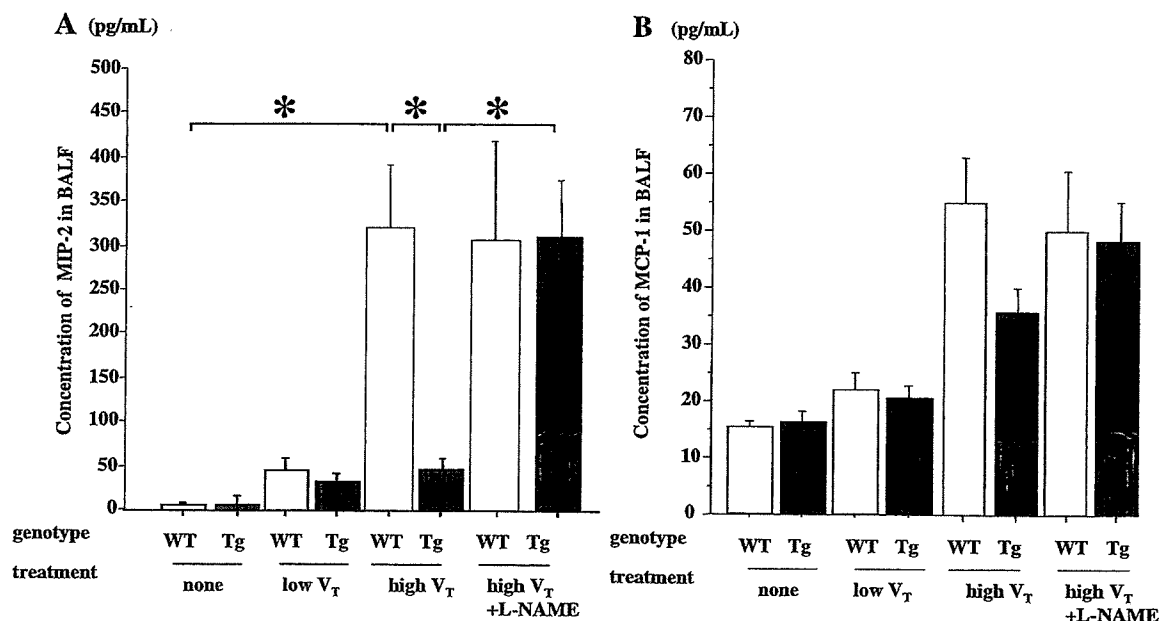 A (pg/mL)
Concentration of MIP-2 in BALF
500
450
400
350
300
250
200
150
100
50
0
* * *
genotype WT Tg WT Tg WT Tg WT Tg
treatment none low VT high VT high VT
+L-NAME
B (pg/mL)
Concentration of MCP-1 in BALF
80
70
60
50
40
30
20
10
0
genotype WT Tg WT Tg WT Tg WT Tg
treatment none low VT high VT high VT
+L-NAME